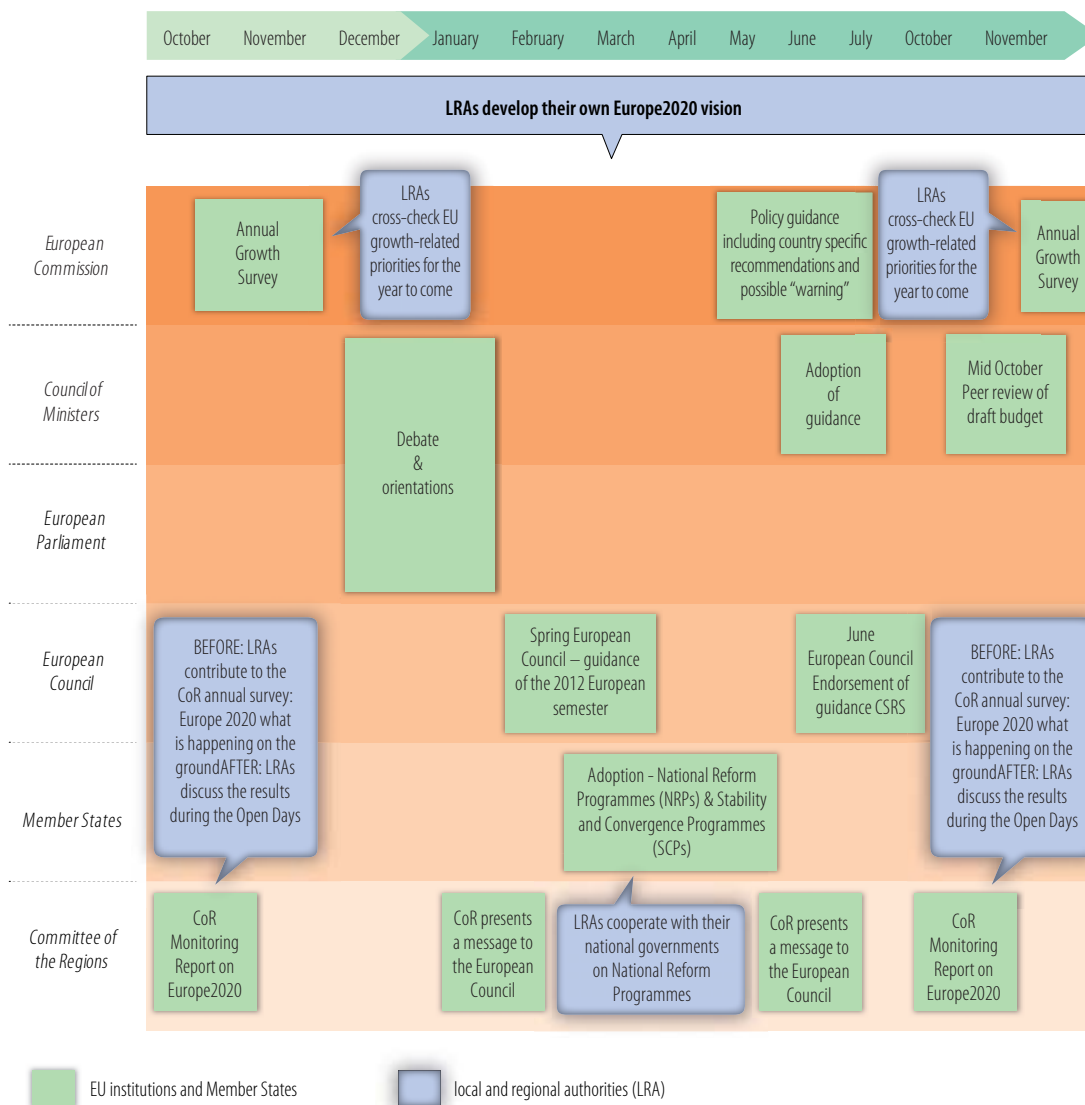 October November December January February March April May June July October November
LRAs develop their own Europe2020 vision
European
Commission
Annual
Growth
Survey
LRAs
cross-check EU
growth-related
priorities for the
year to come
Policy guidance
including country specific
recommendations and
possible “warning”
LRAs
cross-check EU
growth-related
priorities for the
year to come
Annual
Growth
Survey
Council of
Ministers
Debate
&
orientations
Adoption
of
guidance
Mid October
Peer review of
draft budget
European
Parliament
European
Council
BEFORE: LRAs
contribute to the
CoR annual survey:
Europe 2020 what
is happening on the
groundAFTER: LRAs
discuss the results
during the Open Days
Spring European
Council – guidance
of the 2012 European
semester
June
European Council
Endorsement of
guidance CSRS
BEFORE: LRAs
contribute to the
CoR annual survey:
Europe 2020 what
is happening on the
groundAFTER: LRAs
discuss the results
during the Open Days
Member States
Adoption - National Reform
Programmes (NRPs) & Stability
and Convergence Programmes
(SCPs)
Committee of
the Regions
CoR
Monitoring
Report on
Europe2020
CoR presents
a message to
the European
Council
LRAs cooperate with their
national governments
on National Reform
Programmes
CoR presents
a message to
the European
Council
CoR
Monitoring
Report on
Europe2020
EU institutions and Member States
local and regional authorities (LRA)